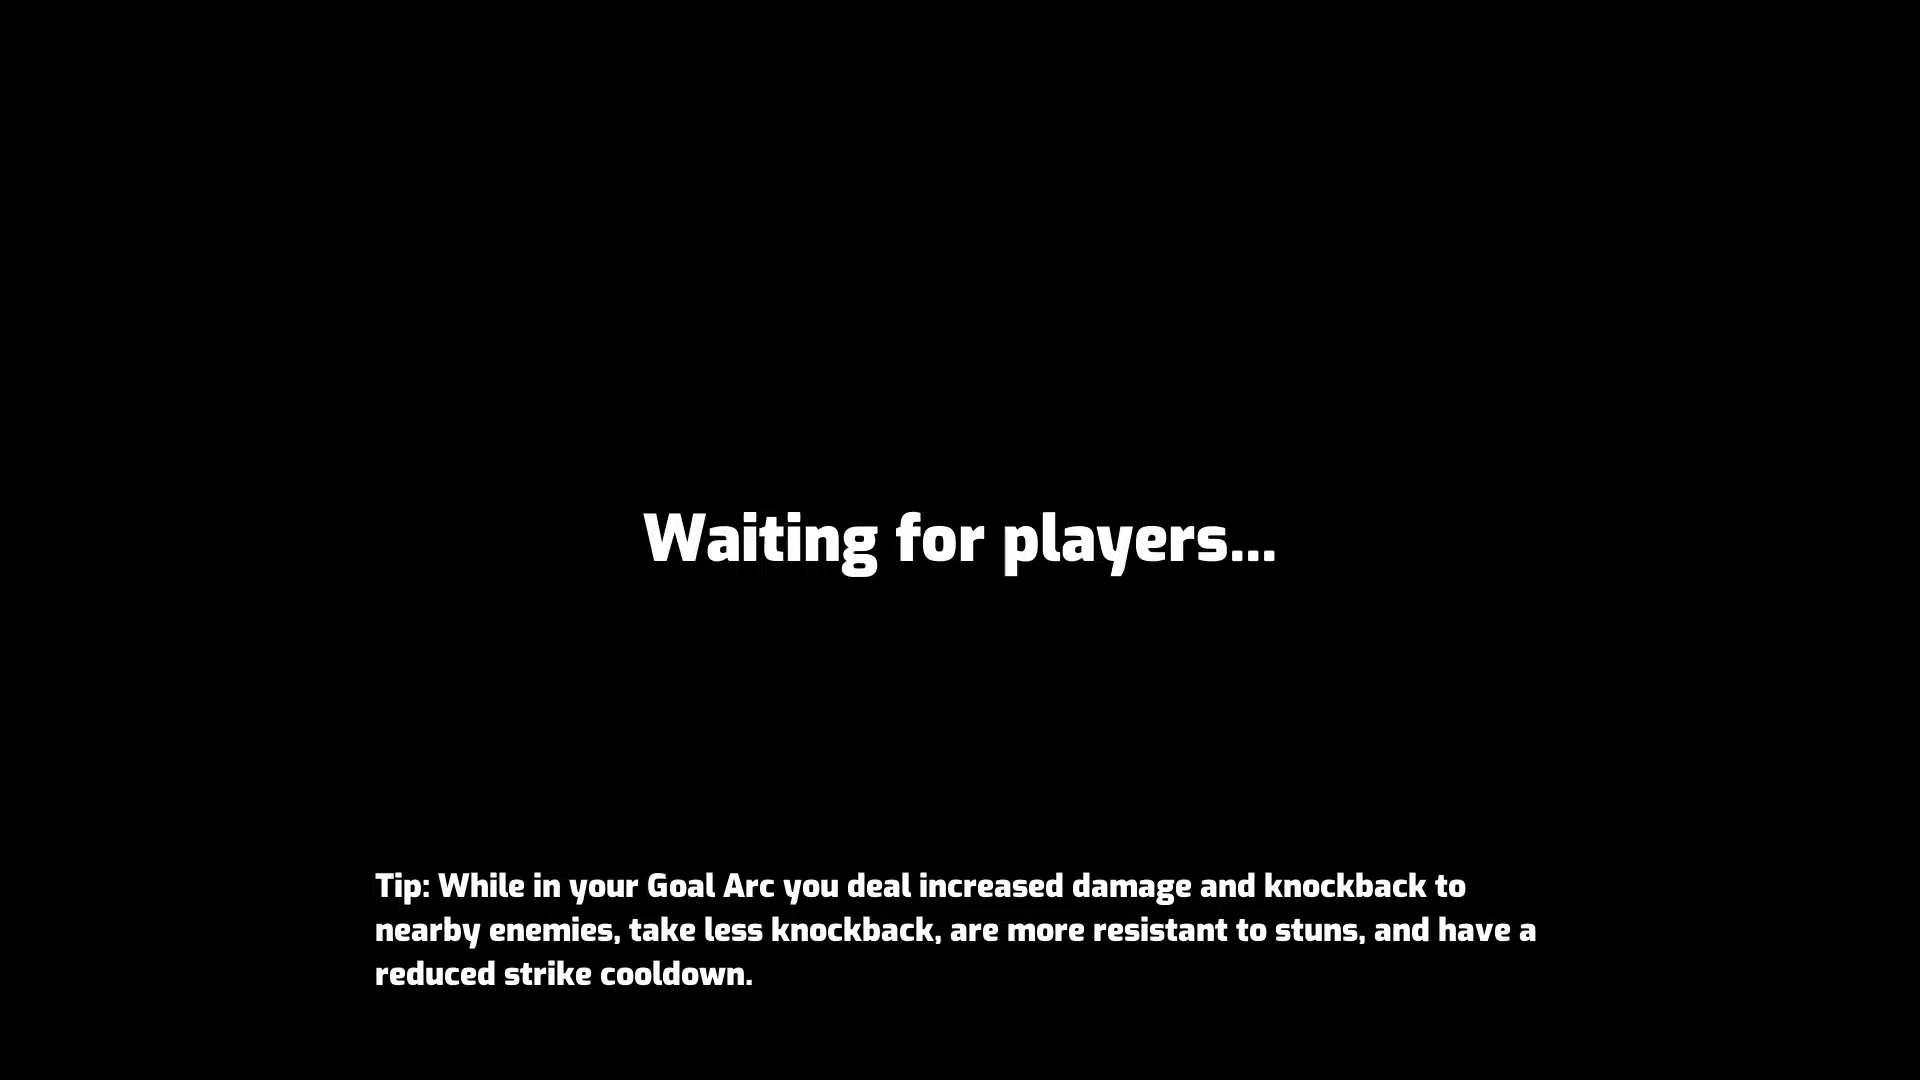 Waiting for players...
Tip: While in your Goal Arc you deal increased damage and knockback to
nearby enemies, take less knockback, are more resistant to stuns, and have a
reduced strike cooldown.